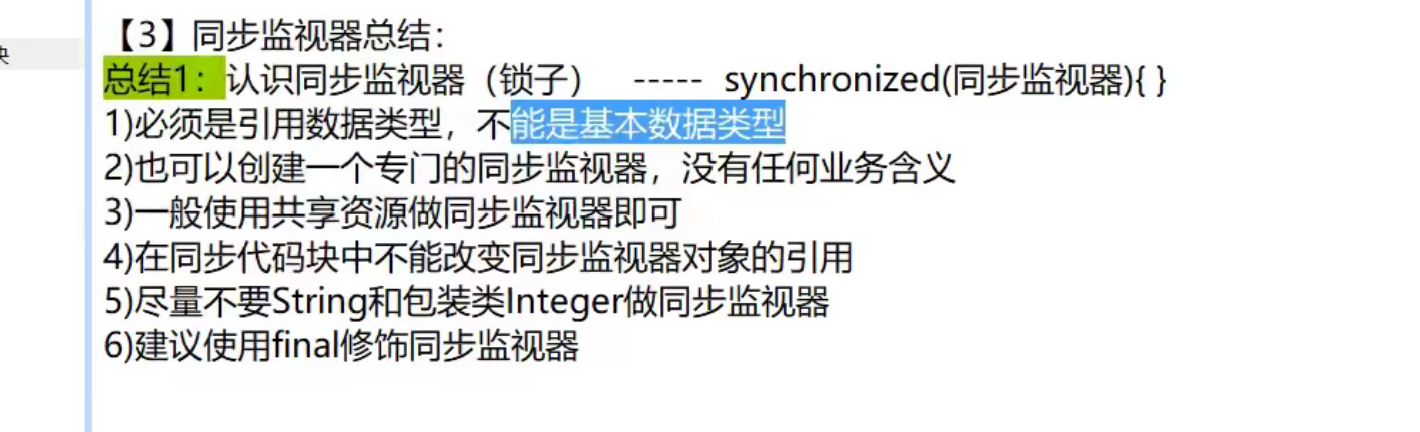 【3】同步监视器总结：
总结1：认识同步监视器（锁子） ----- synchronized(同步监视器){ }
1)必须是引用数据类型，不能是基本数据类型
2)也可以创建一个专门的同步监视器，没有任何业务含义
3)一般使用共享资源做同步监视器即可
4)在同步代码块中不能改变同步监视器对象的引用
5)尽量不要String和包装类Integer做同步监视器
6)建议使用final修饰同步监视器